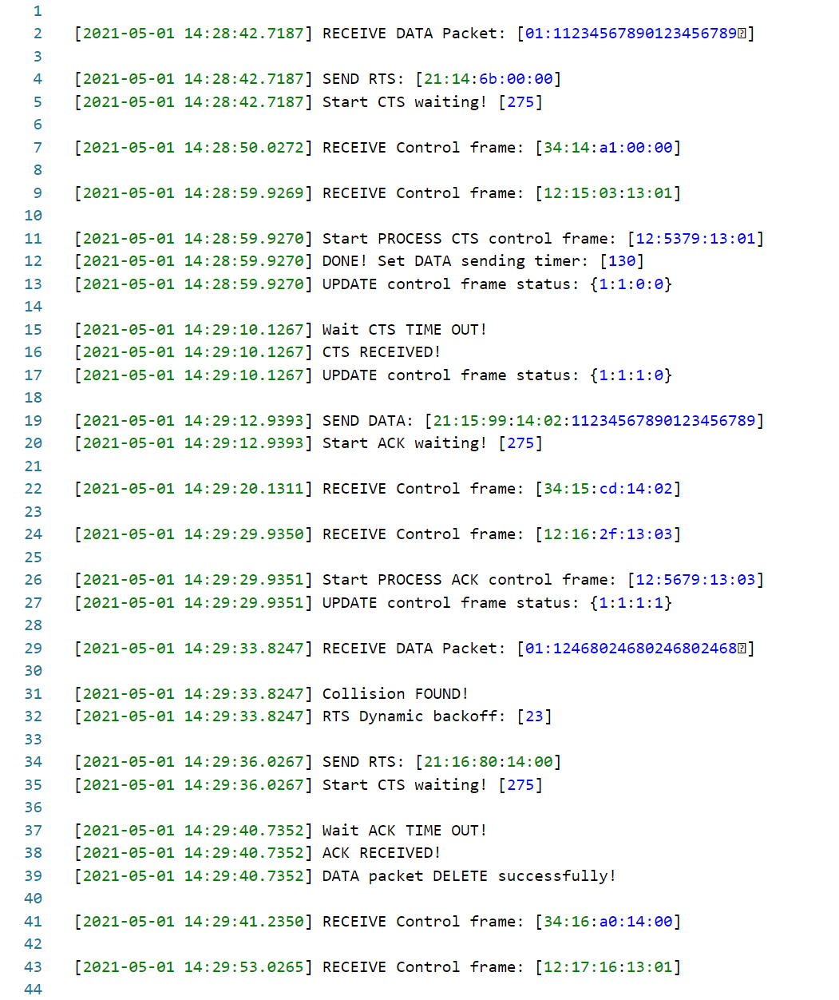 1
2 [2021-05-01 14:28:42.7187] RECEIVE DATA Packet: [01:11234567890123456789]
3
4 [2021-05-01 14:28:42.7187] SEND RTS: [21:14:6b:00:00]
5 [2021-05-01 14:28:42.7187] Start CTS waiting! [275]
6
7 [2021-05-01 14:28:50.0272] RECEIVE Control frame: [34:14:a1:00:00]
8
9 [2021-05-01 14:28:59.9269] RECEIVE Control frame: [12:15:03:13:01]
10
11 [2021-05-01 14:28:59.9270] Start PROCESS CTS control frame: [12:5379:13:01]
12 [2021-05-01 14:28:59.9270] DONE! Set DATA sending timer: [130]
13 [2021-05-01 14:28:59.9270] UPDATE control frame status: {1:1:0:0}
14
15 [2021-05-01 14:29:10.1267] Wait CTS TIME OUT!
16 [2021-05-01 14:29:10.1267] CTS RECEIVED!
17 [2021-05-01 14:29:10.1267] UPDATE control frame status: {1:1:1:0}
18
19 [2021-05-01 14:29:12.9393] SEND DATA: [21:15:99:14:02:11234567890123456789]
20 [2021-05-01 14:29:12.9393] Start ACK waiting! [275]
21
22 [2021-05-01 14:29:20.1311] RECEIVE Control frame: [34:15:cd:14:02]
23
24 [2021-05-01 14:29:29.9350] RECEIVE Control frame: [12:16:2f:13:03]
25
26 [2021-05-01 14:29:29.9351] Start PROCESS ACK control frame: [12:5679:13:03]
27 [2021-05-01 14:29:29.9351] UPDATE control frame status: {1:1:1:1}
28
29 [2021-05-01 14:29:33.8247] RECEIVE DATA Packet: [01:12468024680246802468]
30
31 [2021-05-01 14:29:33.8247] Collision FOUND!
32 [2021-05-01 14:29:33.8247] RTS Dynamic backoff: [23]
33
34 [2021-05-01 14:29:36.0267] SEND RTS: [21:16:80:14:00]
35 [2021-05-01 14:29:36.0267] Start CTS waiting! [275]
36
37 [2021-05-01 14:29:40.7352] Wait ACK TIME OUT!
38 [2021-05-01 14:29:40.7352] ACK RECEIVED!
39 [2021-05-01 14:29:40.7352] DATA packet DELETE successfully!
40
41 [2021-05-01 14:29:41.2350] RECEIVE Control frame: [34:16:a0:14:00]
42
43 [2021-05-01 14:29:53.0265] RECEIVE Control frame: [12:17:16:13:01]
44